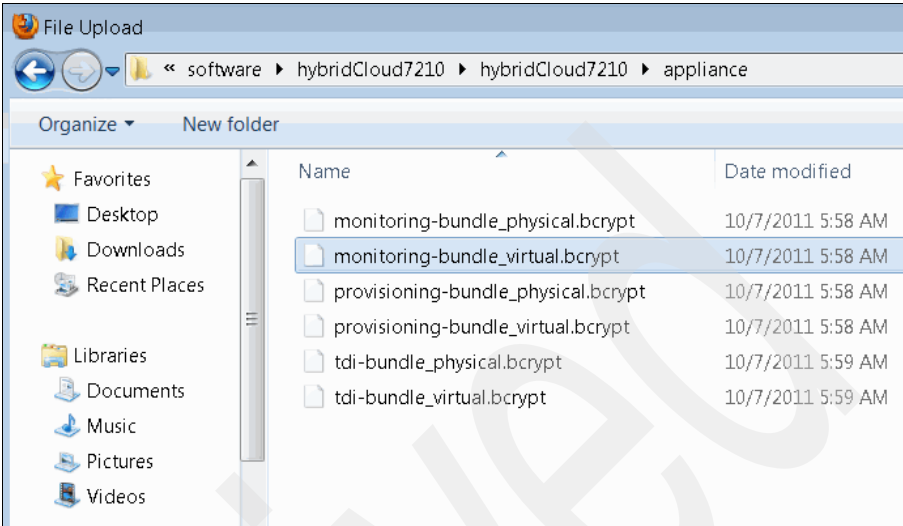 File Upload
« software ▸ hybridCloud7210 ▸ hybridCloud7210 ▸ appliance
Organize ▾ New folder
Favorites
Desktop
Downloads
Recent Places
Libraries
Documents
Music
Pictures
Videos
Name Date modified
monitoring-bundle_physical.bcrypt 10/7/2011 5:58 AM
monitoring-bundle_virtual.bcrypt 10/7/2011 5:58 AM
provisioning-bundle_physical.bcrypt 10/7/2011 5:58 AM
provisioning-bundle_virtual.bcrypt 10/7/2011 5:58 AM
tdi-bundle_physical.bcrypt 10/7/2011 5:59 AM
tdi-bundle_virtual.bcrypt 10/7/2011 5:59 AM